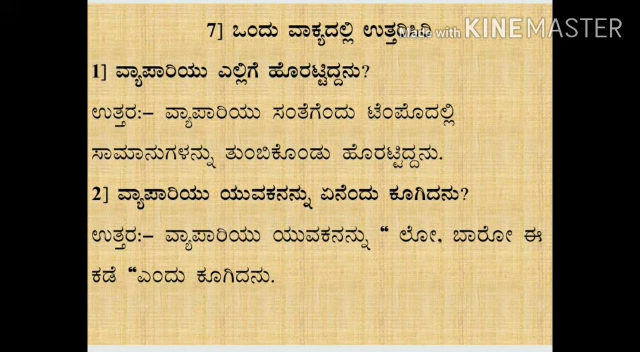 7] ಒಂದು ವಾಕ್ಯದಲ್ಲಿ ಉತ್ತರಿಸಿರಿ
Made with KINEMASTER
1] ವ್ಯಾಪಾರಿಯು ಎಲ್ಲಿಗೆ ಹೊರಟ್ಟಿದ್ದನು?
ಉತ್ತರ:– ವ್ಯಾಪಾರಿಯು ಸಂತೆಗೆಂದು ಟೆಂಪೊದಲ್ಲಿ
ಸಾಮಾನುಗಳನ್ನು ತುಂಬಿಕೊಂಡು ಹೊರಟ್ಟಿದ್ದನು.
2] ವ್ಯಾಪಾರಿಯು ಯುವಕನನ್ನು ಏನೆಂದು ಕೂಗಿದನು?
ಉತ್ತರ:– ವ್ಯಾಪಾರಿಯು ಯುವಕನನ್ನು “ ಲೋ, ಬಾರೋ ಈ
ಕಡೆ “ಎಂದು ಕೂಗಿದನು.